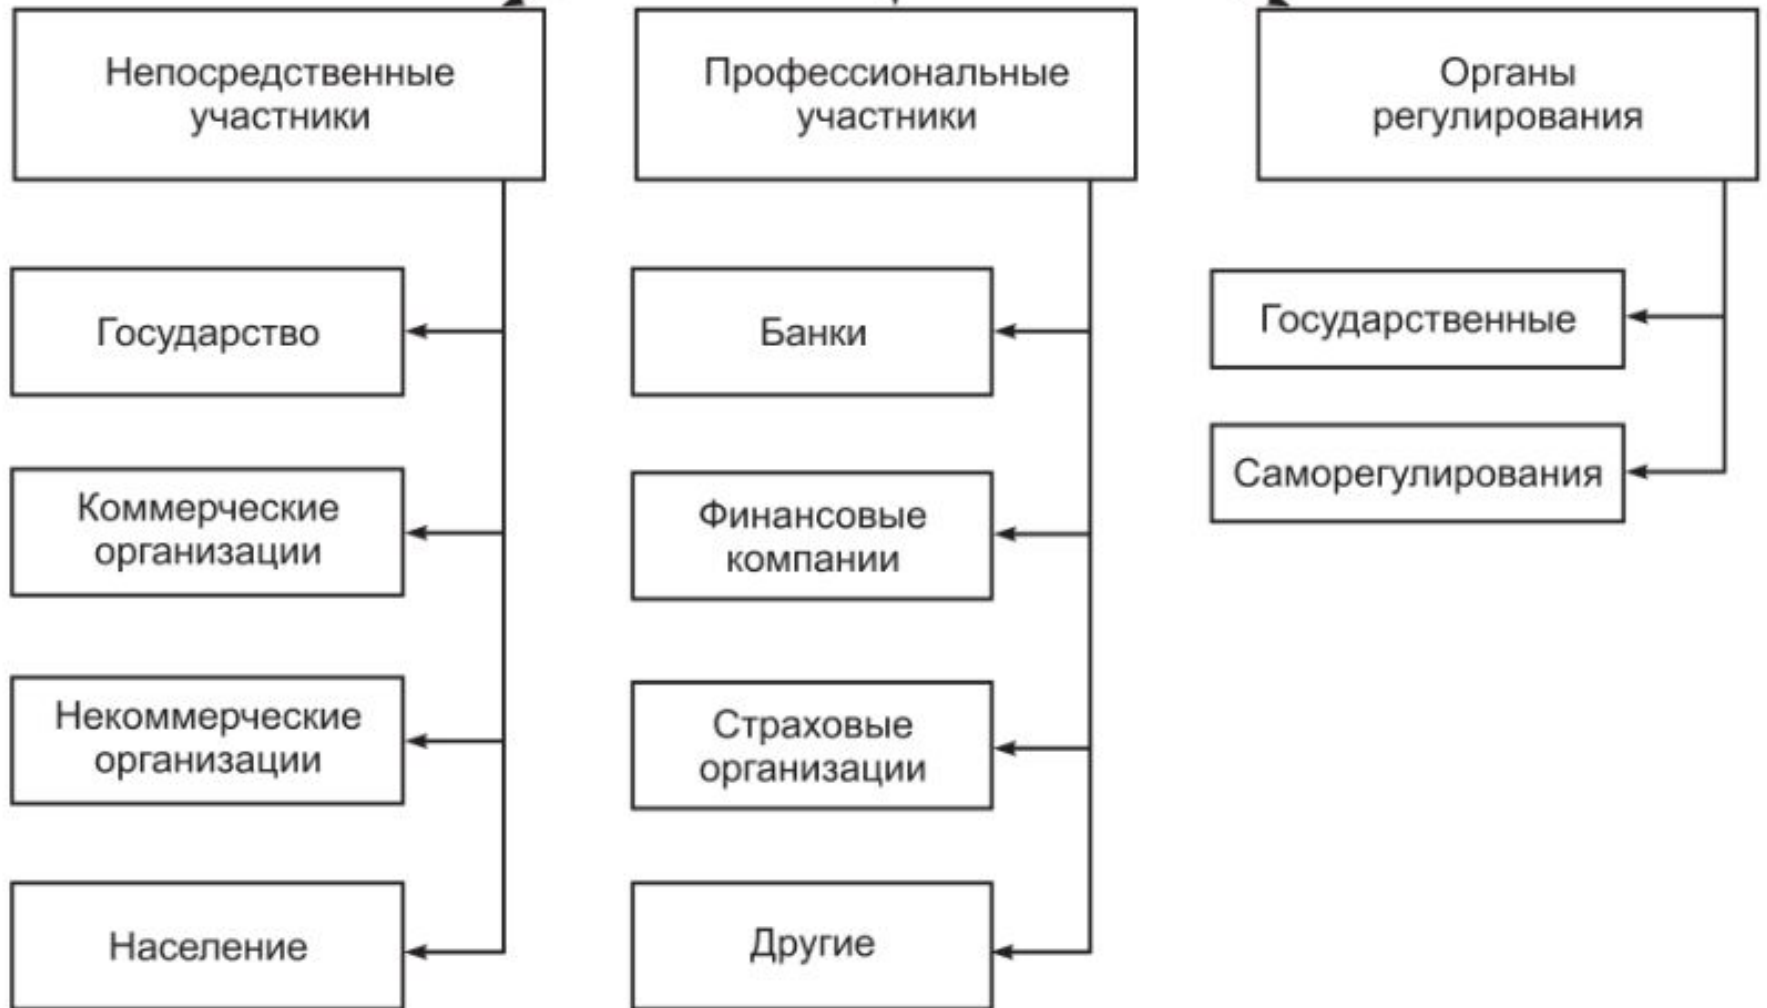 Непосредственные
участники
Государство
Коммерческие
организации
Некоммерческие
организации
Население
Профессиональные
участники
Банки
Финансовые
компании
Страховые
организации
Другие
Органы
регулирования
Государственные
Саморегулирования